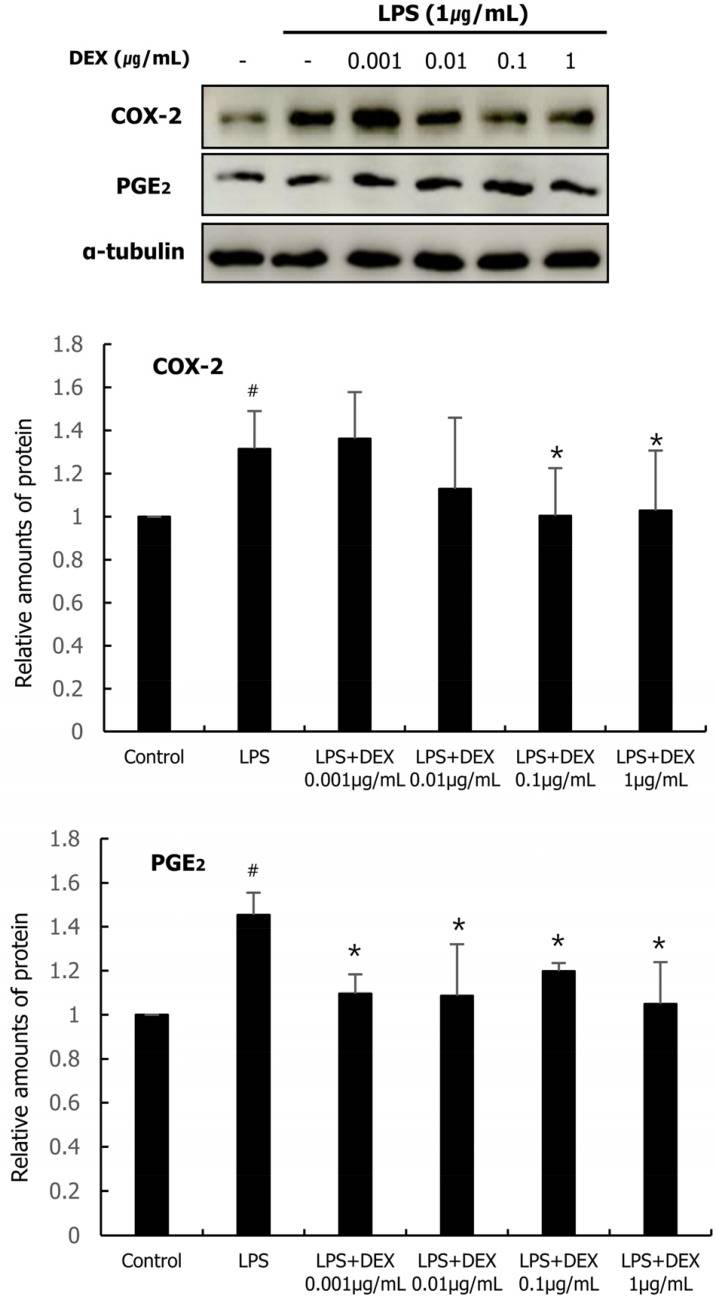 LPS (1㎍/mL)
DEX (㎍/mL) - - 0.001 0.01 0.1 1
COX-2
PGE₂
α-tubulin
COX-2
Relative amounts of protein
1.8
1.6
1.4
1.2
1
0.8
0.6
0.4
0.2
0
#
*
*
Control LPS LPS+DEX LPS+DEX LPS+DEX LPS+DEX
0.001µg/mL 0.01µg/mL 0.1µg/mL 1µg/mL
PGE₂
Relative amounts of protein
1.8
1.6
1.4
1.2
1
0.8
0.6
0.4
0.2
0
#
*
*
*
*
Control LPS LPS+DEX LPS+DEX LPS+DEX LPS+DEX
0.001µg/mL 0.01µg/mL 0.1µg/mL 1µg/mL